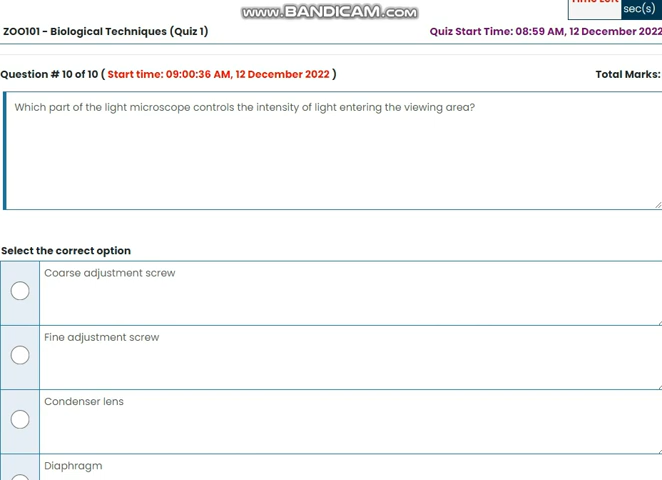 www.BANDICAM.com
Time Left
sec(s)
ZOO101 - Biological Techniques (Quiz 1)
Quiz Start Time: 08:59 AM, 12 December 2022
Question # 10 of 10 ( Start time: 09:00:36 AM, 12 December 2022 )
Total Marks:
Which part of the light microscope controls the intensity of light entering the viewing area?
Select the correct option
Coarse adjustment screw
Fine adjustment screw
Condenser lens
Diaphragm